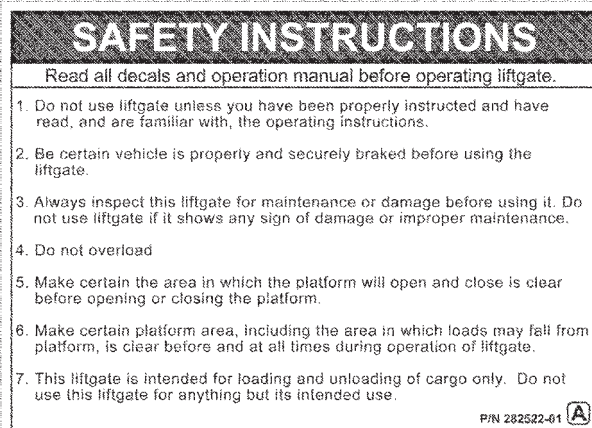 SAFETY INSTRUCTIONS
Read all decals and operation manual before operating liftgate.
1. Do not use liftgate unless you have been properly instructed and have
read, and are familiar with, the operating instructions.
2. Be certain vehicle is properly and securely braked before using the
liftgate.
3. Always inspect this liftgate for maintenance or damage before using it. Do
not use liftgate if it shows any sign of damage or improper maintenance.
4. Do not overload
5. Make certain the area in which the platform will open and close is clear
before opening or closing the platform.
6. Make certain platform area, including the area in which loads may fall from
platform, is clear before and at all times during operation of liftgate.
7. This liftgate is intended for loading and unloading of cargo only. Do not
use this liftgate for anything but its intended use.
P/N 282522-01 A